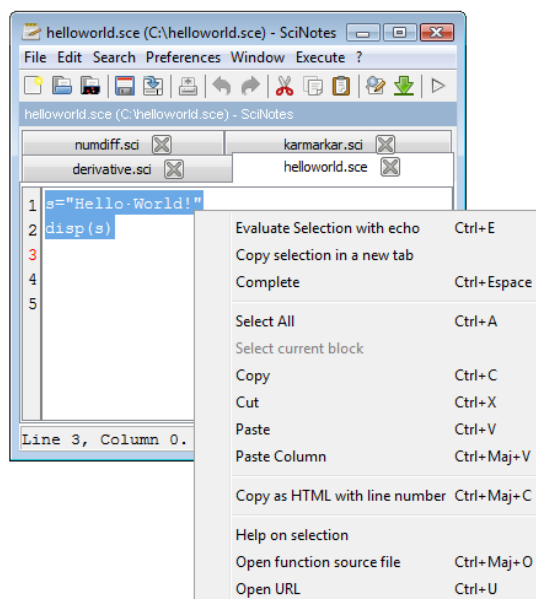 helloworld.sce (C:\helloworld.sce) - SciNotes
File Edit Search Preferences Window Execute ?
helloworld.sce (C:\helloworld.sce) - SciNotes
numdiff.sci karmarkar.sci
derivative.sci helloworld.sce
1 s="Hello·World!"
2 disp(s)
3
4
5
Evaluate Selection with echo Ctrl+E
Copy selection in a new tab
Complete Ctrl+Espace
Select All Ctrl+A
Select current block
Copy Ctrl+C
Cut Ctrl+X
Paste Ctrl+V
Line 3, Column 0. Paste Column Ctrl+Maj+V
Copy as HTML with line number Ctrl+Maj+C
Help on selection
Open function source file Ctrl+Maj+O
Open URL Ctrl+U